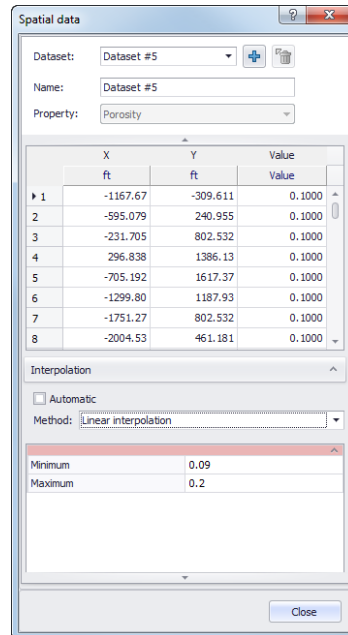 Spatial data
Dataset: Dataset #5
Name: Dataset #5
Property: Porosity
X Y Value
ft ft Value
1 -1167.67 -309.611 0.1000
2 -595.079 240.955 0.1000
3 -231.705 802.532 0.1000
4 296.838 1386.13 0.1000
5 -705.192 1617.37 0.1000
6 -1299.80 1187.93 0.1000
7 -1751.27 802.532 0.1000
8 -2004.53 461.181 0.1000
Interpolation
Automatic
Method: Linear interpolation
Minimum 0.09
Maximum 0.2
Close